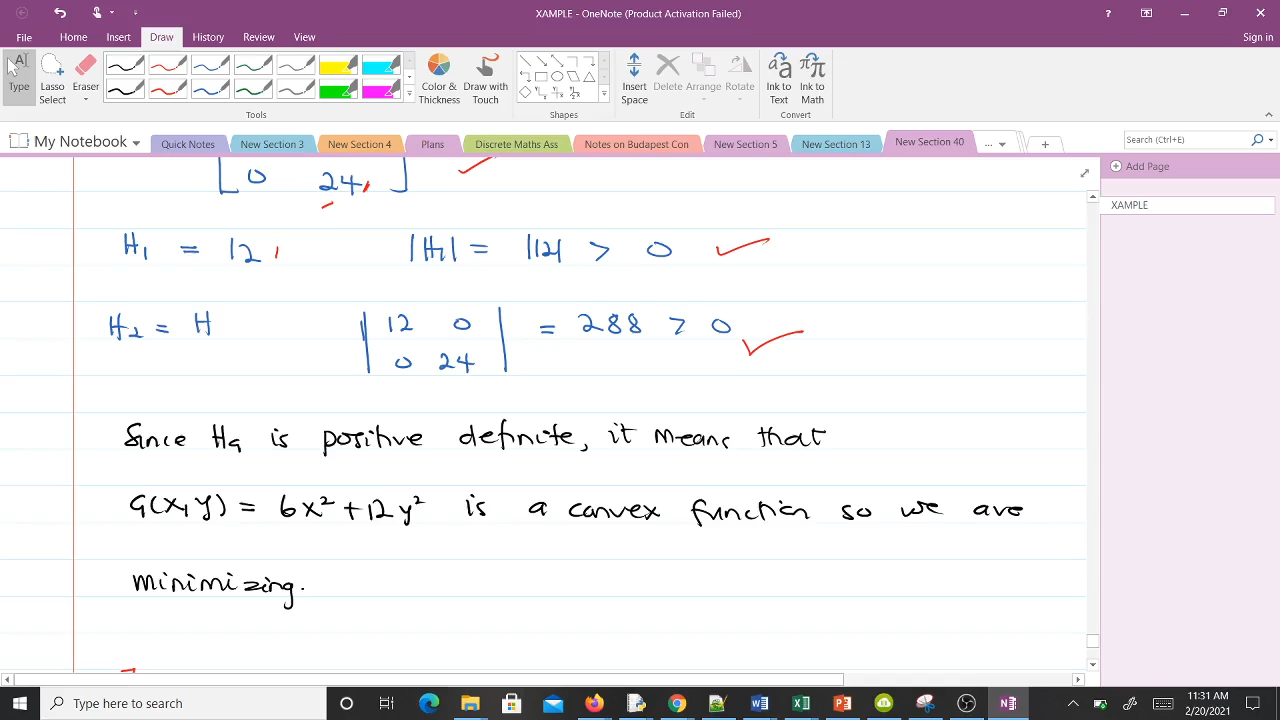 XAMPLE - OneNote (Product Activation Failed)
File Home Insert Draw History Review View Sign in
Type Lasso Select Eraser Color & Thickness Draw with Touch Insert Space Delete Arrange Rotate Ink to Text Ink to Math
Tools Shapes Edit Convert
My Notebook Quick Notes New Section 3 New Section 4 Plans Discrete Maths Ass Notes on Budapest Con New Section 5 New Section 13 New Section 40 ... Search (Ctrl+E)
Add Page
XAMPLE
0 24
H₁ = 12 |H₁| = |12| > 0
H₂ = H | 12 0 | = 288 > 0
0 24
Since Hq is positive definite, it means that
q(x,y) = 6x² + 12y² is a convex function so we are
minimizing.
Type here to search
11:31 AM
2/20/2021